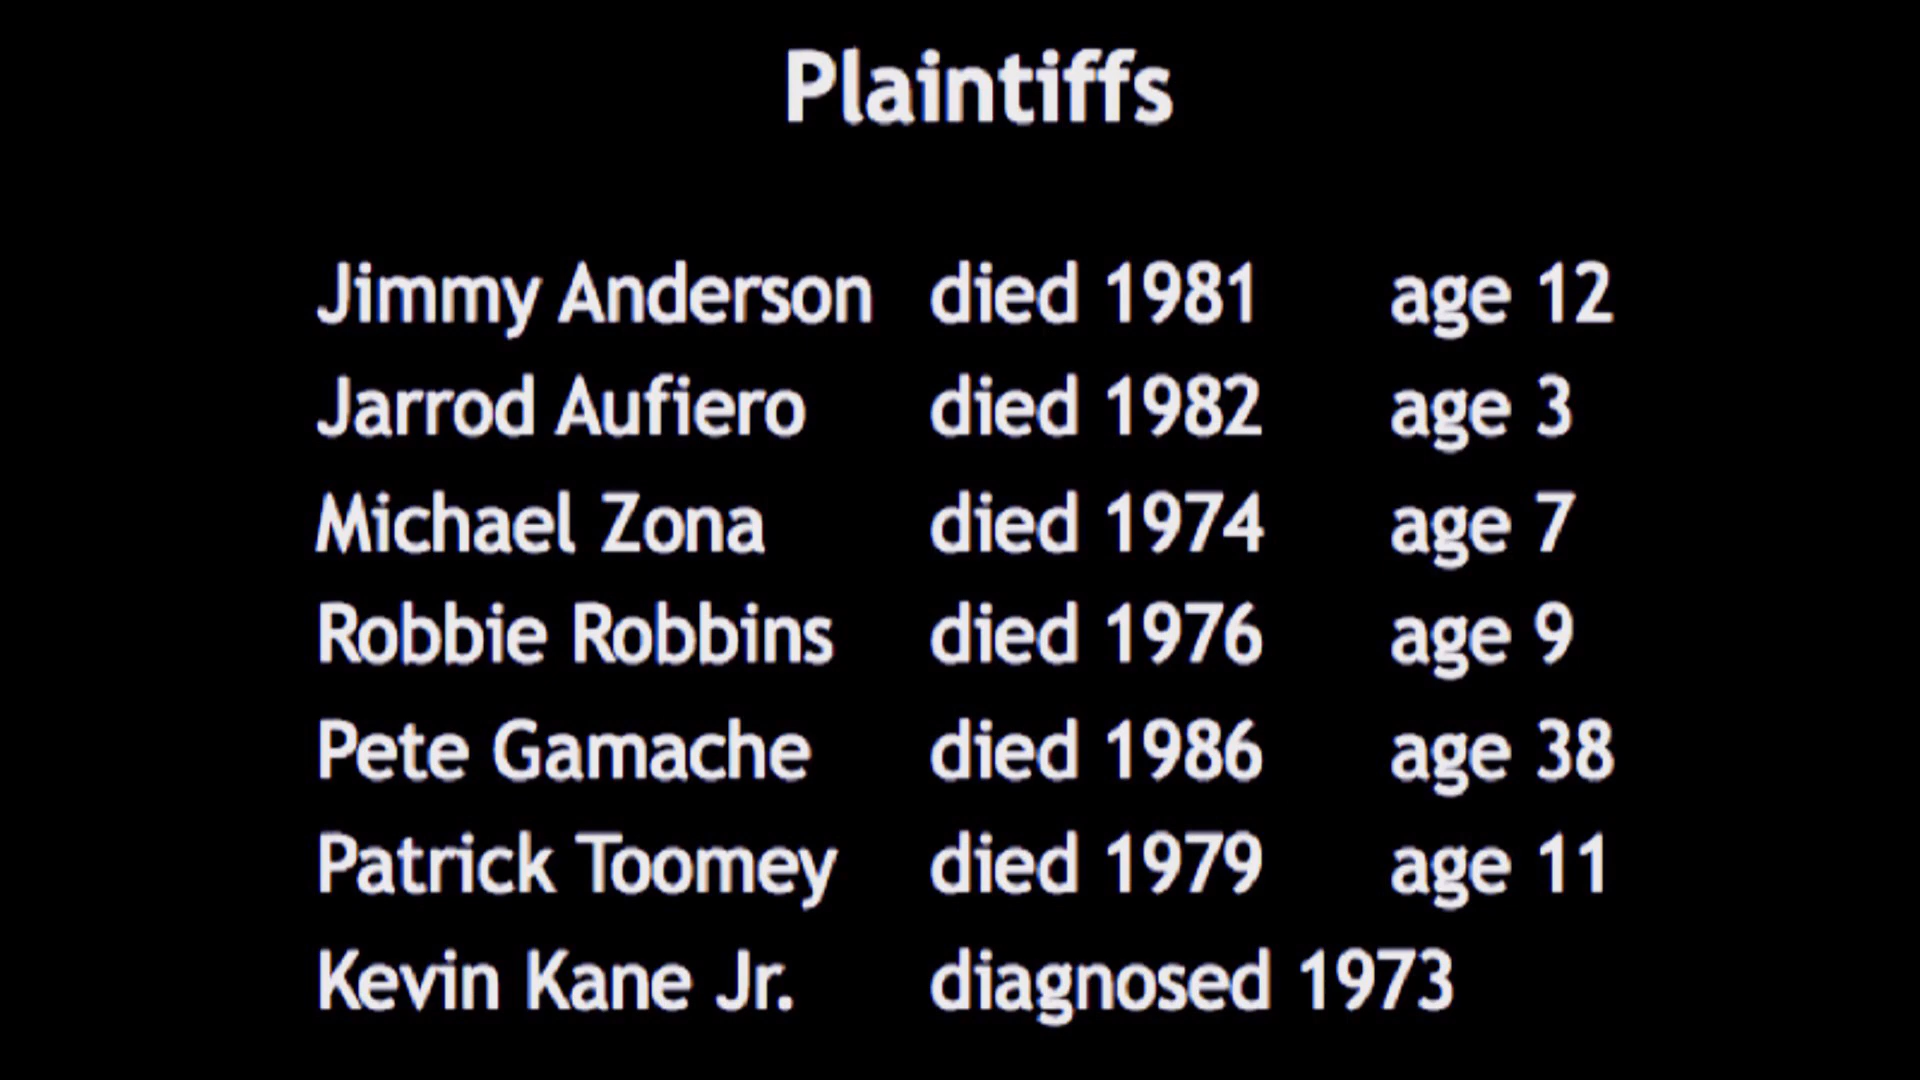 Plaintiffs
Jimmy Anderson died 1981 age 12
Jarrod Aufiero died 1982 age 3
Michael Zona died 1974 age 7
Robbie Robbins died 1976 age 9
Pete Gamache died 1986 age 38
Patrick Toomey died 1979 age 11
Kevin Kane Jr. diagnosed 1973